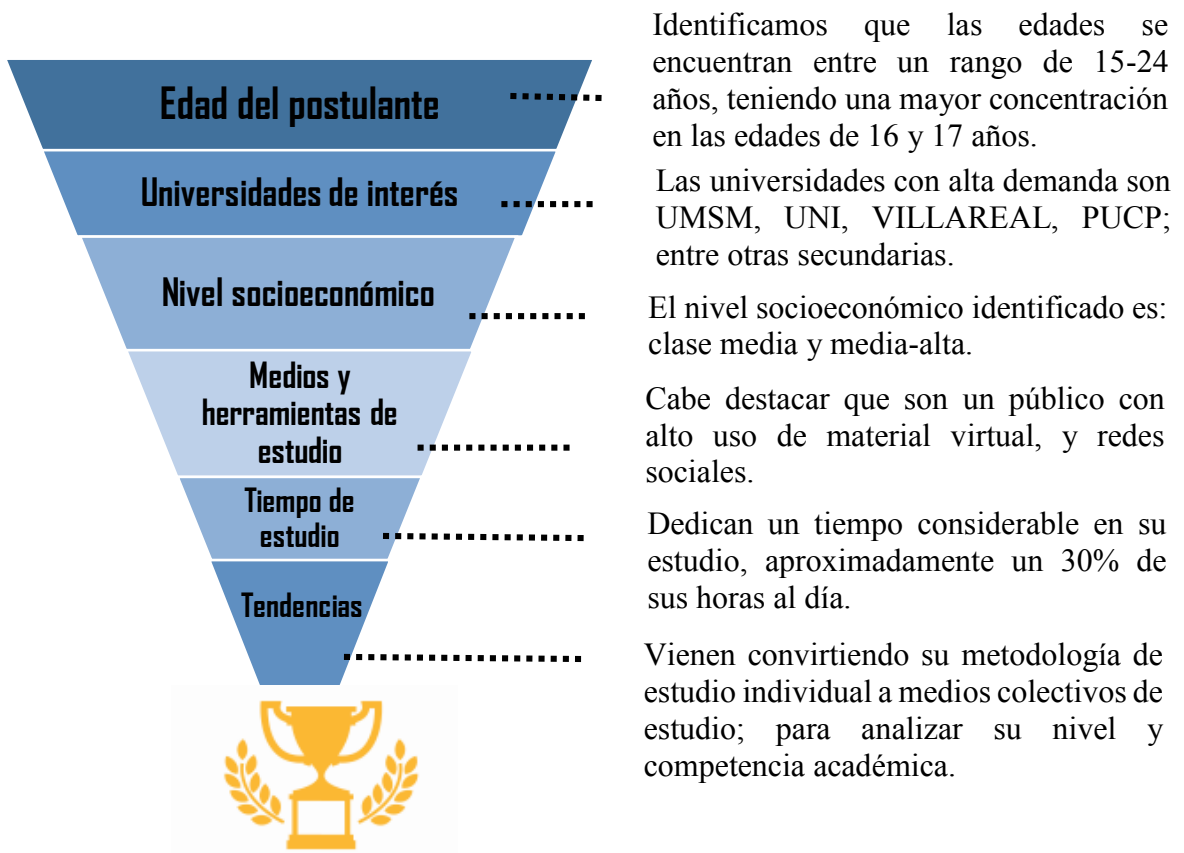 Edad del postulante
Identificamos que las edades se
encuentran entre un rango de 15-24
años, teniendo una mayor concentración
en las edades de 16 y 17 años.
Universidades de interés
Las universidades con alta demanda son
UMSM, UNI, VILLAREAL, PUCP;
entre otras secundarias.
Nivel socioeconómico
El nivel socioeconómico identificado es:
clase media y media-alta.
Medios y
herramientas de
estudio
Cabe destacar que son un público con
alto uso de material virtual, y redes
sociales.
Tiempo de
estudio
Dedican un tiempo considerable en su
estudio, aproximadamente un 30% de
sus horas al día.
Tendencias
Vienen convirtiendo su metodología de
estudio individual a medios colectivos de
estudio; para analizar su nivel y
competencia académica.